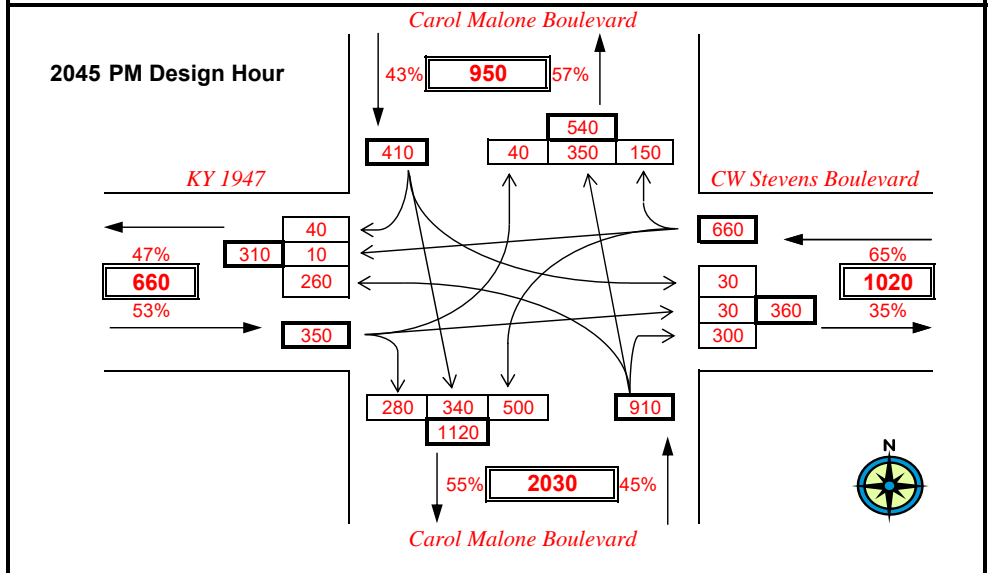 Carol Malone Boulevard
2045 PM Design Hour
43% 950 57%
540
410
40 350 150
KY 1947
CW Stevens Boulevard
40
660
47%
310 10
65%
660
260
30
1020
53%
30 360
35%
350
300
280 340 500
910
1120
N
55% 2030 45%
Carol Malone Boulevard